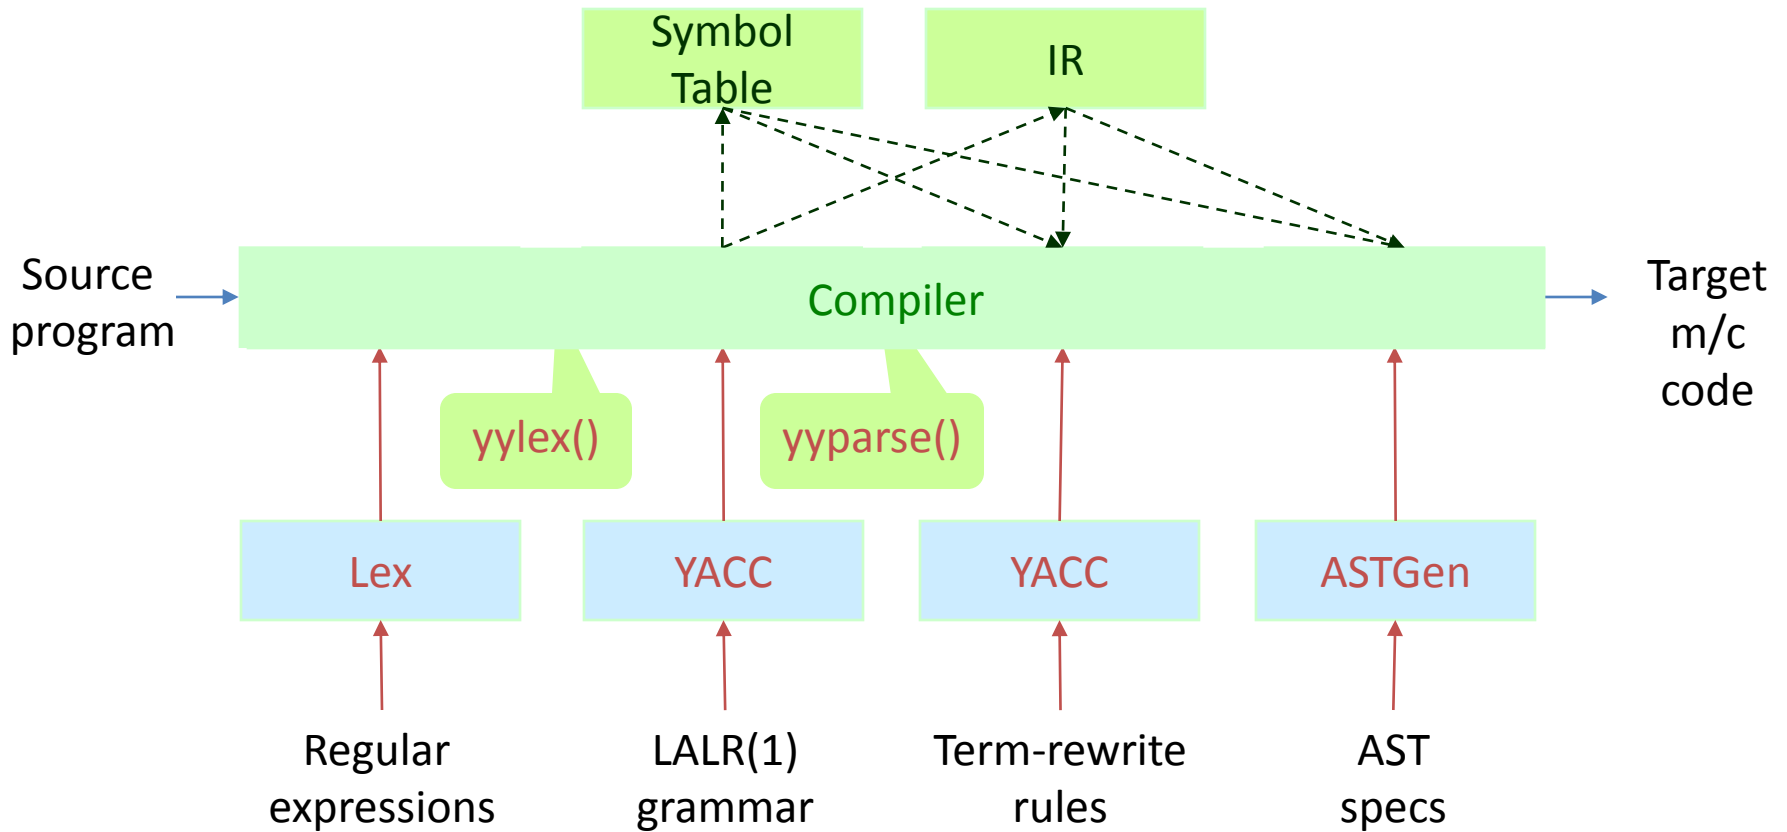 Symbol
Table
IR
Source
program
Compiler
Target
m/c
code
yylex()
yyparse()
Lex
YACC
YACC
ASTGen
Regular
expressions
LALR(1)
grammar
Term-rewrite
rules
AST
specs